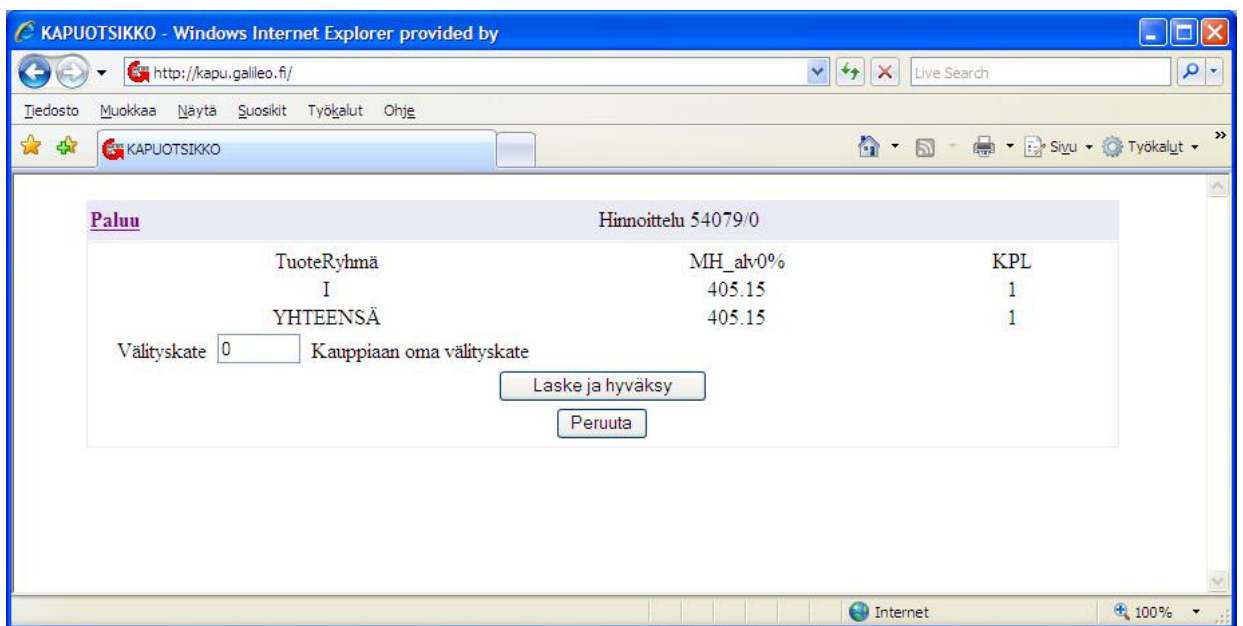 KAPUOTSIKKO - Windows Internet Explorer provided by
http://kapu.galileo.fi/
Live Search
Tiedosto Muokkaa Näytä Suosikit Työkalut Ohje
KAPUOTSIKKO
Sivu Työkalut »
Paluu Hinnoittelu 54079/0
TuoteRyhmä MH_alv0% KPL
I 405.15 1
YHTEENSÄ 405.15 1
Välityskate 0 Kauppiaan oma välityskate
Laske ja hyväksy
Peruuta
Internet 100%